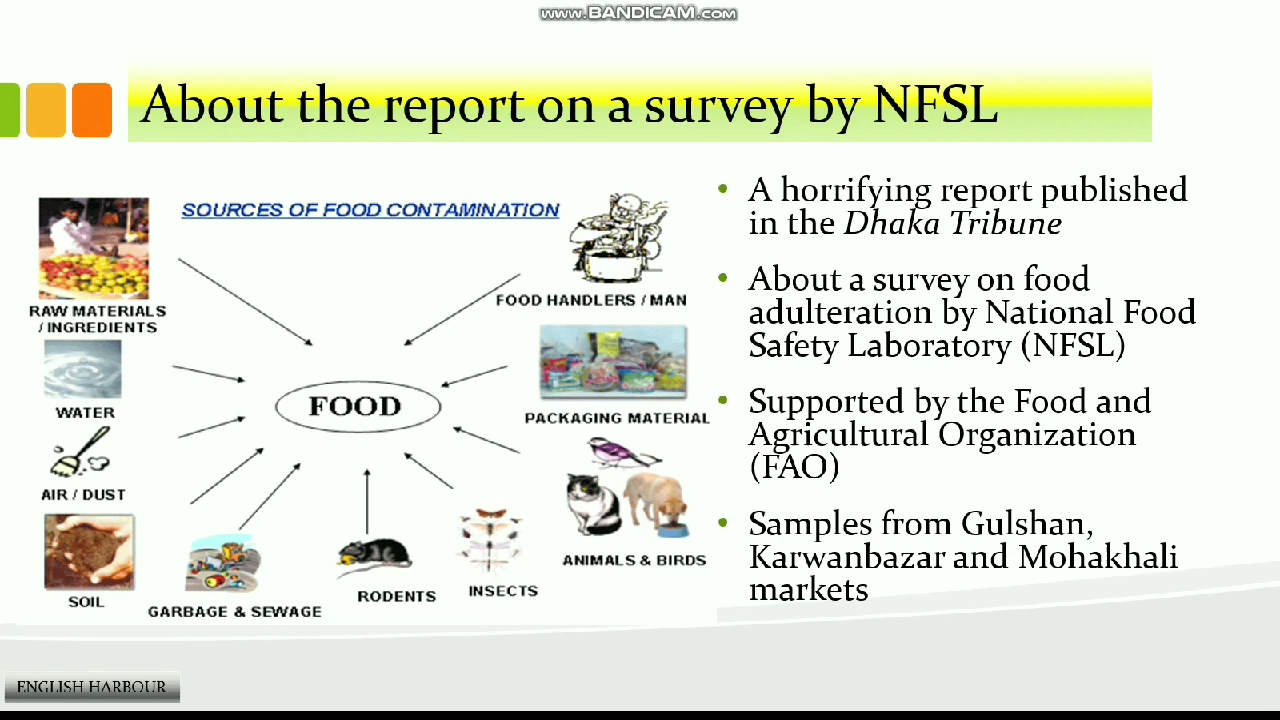 www.BANDICAM.com
About the report on a survey by NFSL
SOURCES OF FOOD CONTAMINATION
RAW MATERIALS
/ INGREDIENTS
FOOD HANDLERS / MAN
WATER
FOOD
PACKAGING MATERIAL
AIR / DUST
SOIL
GARBAGE & SEWAGE
RODENTS
INSECTS
ANIMALS & BIRDS
• A horrifying report published
in the Dhaka Tribune
• About a survey on food
adulteration by National Food
Safety Laboratory (NFSL)
• Supported by the Food and
Agricultural Organization
(FAO)
• Samples from Gulshan,
Karwanbazar and Mohakhali
markets
ENGLISH HARBOUR